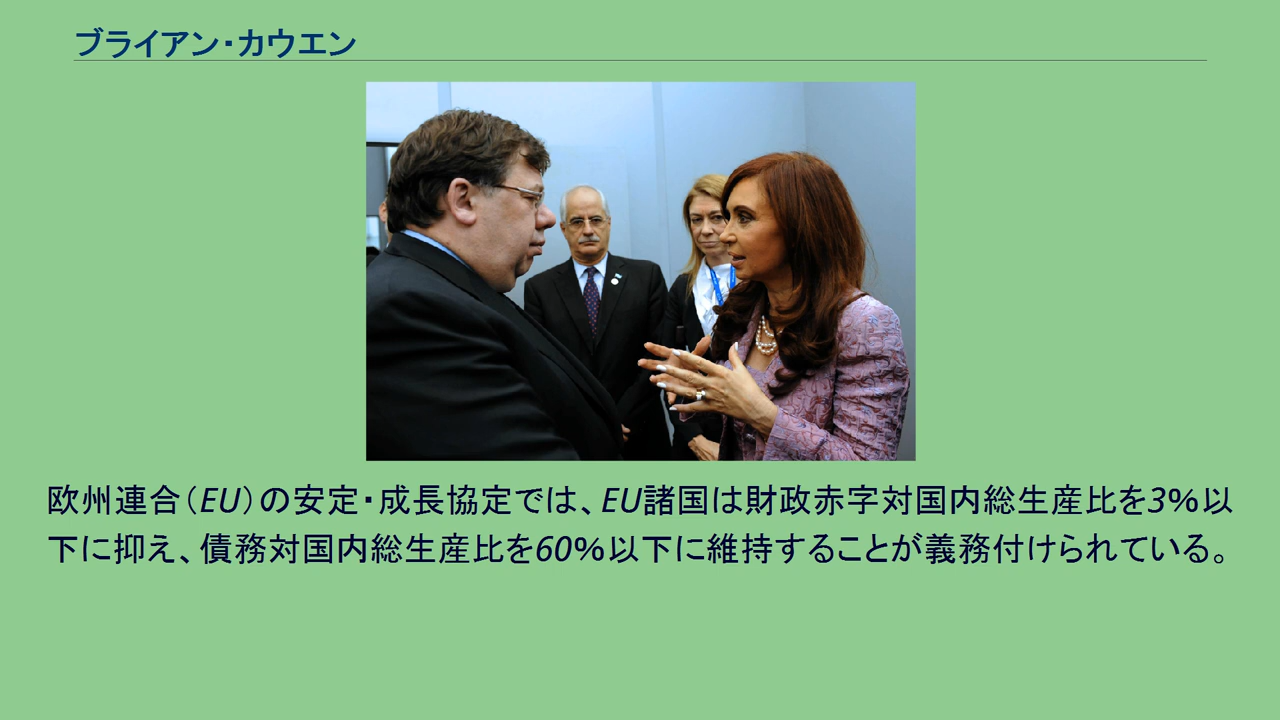 ブライアン・カウエン
欧州連合（EU）の安定・成長協定では、EU諸国は財政赤字対国内総生産比を3%以
下に抑え、債務対国内総生産比を60%以下に維持することが義務付けられている。